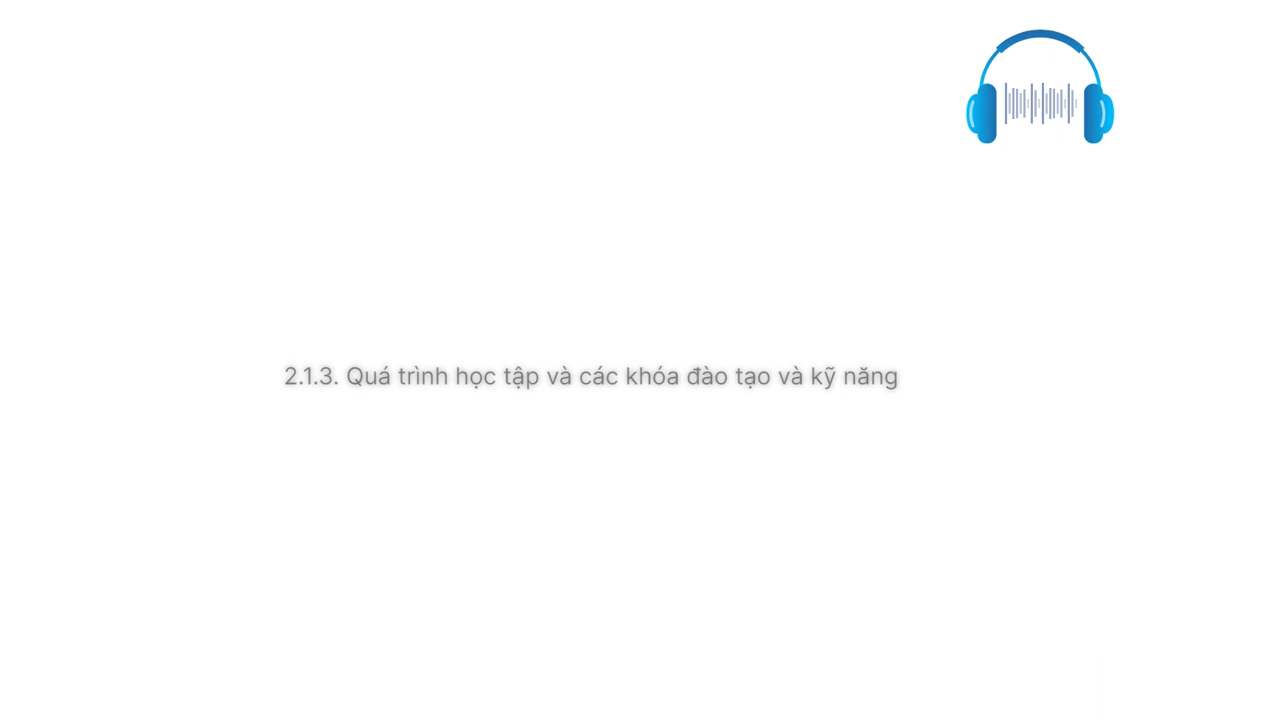 2.1.3. Quá trình học tập và các khóa đào tạo và kỹ năng